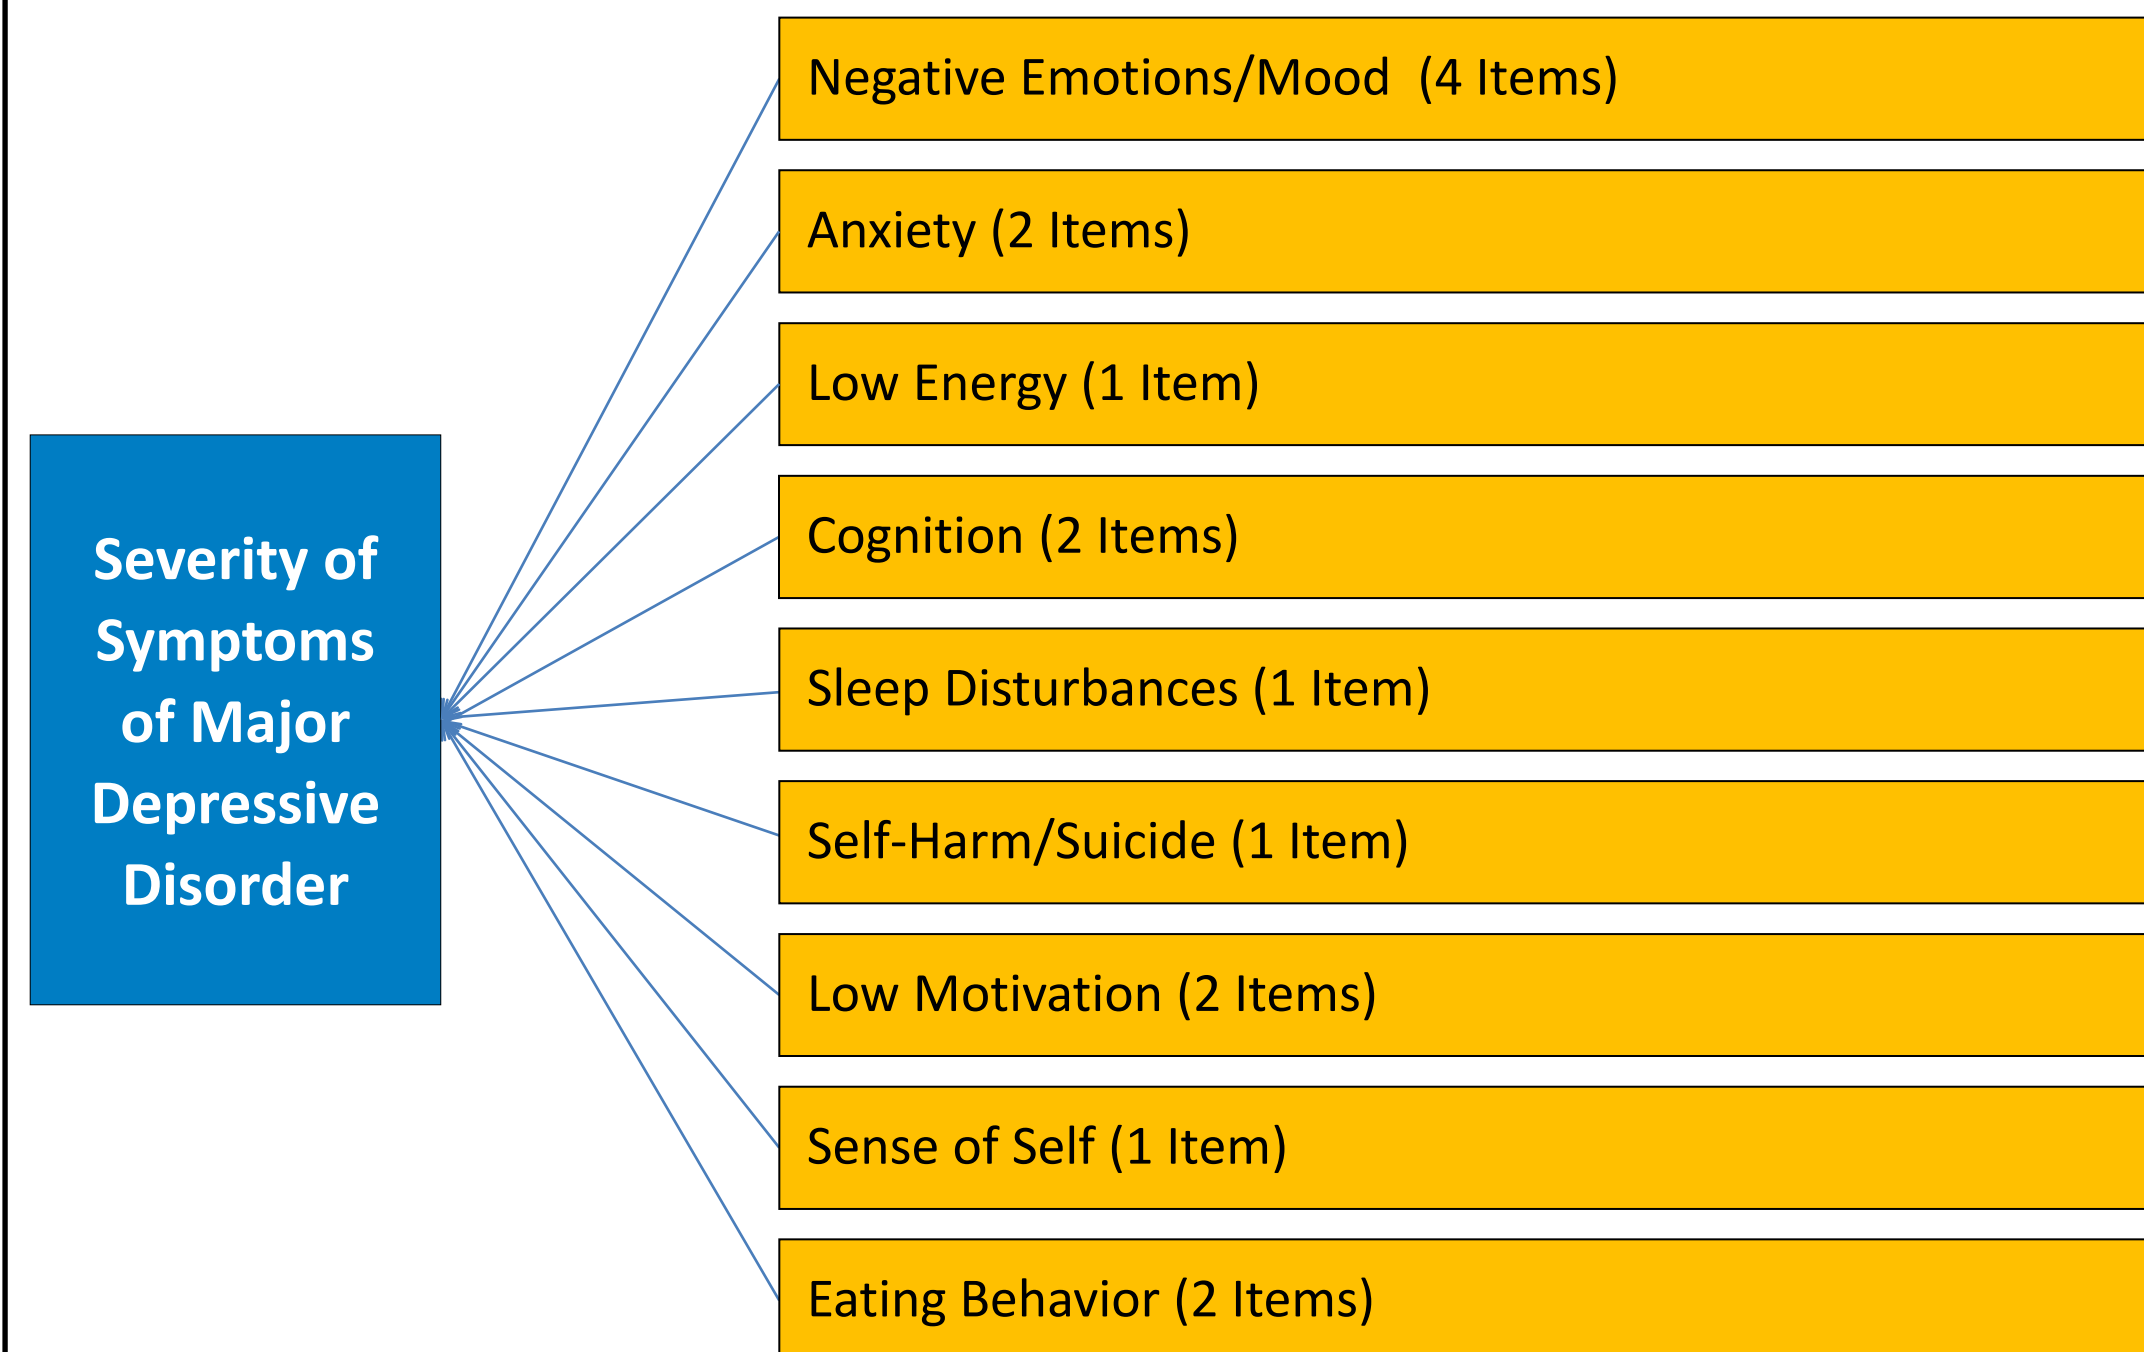 Severity of
Symptoms
of Major
Depressive
Disorder
Negative Emotions/Mood  (4 Items)
Anxiety (2 Items)
Low Energy (1 Item)
Cognition (2 Items)
Sleep Disturbances (1 Item)
Self-Harm/Suicide (1 Item)
Low Motivation (2 Items)
Sense of Self (1 Item)
Eating Behavior (2 Items)